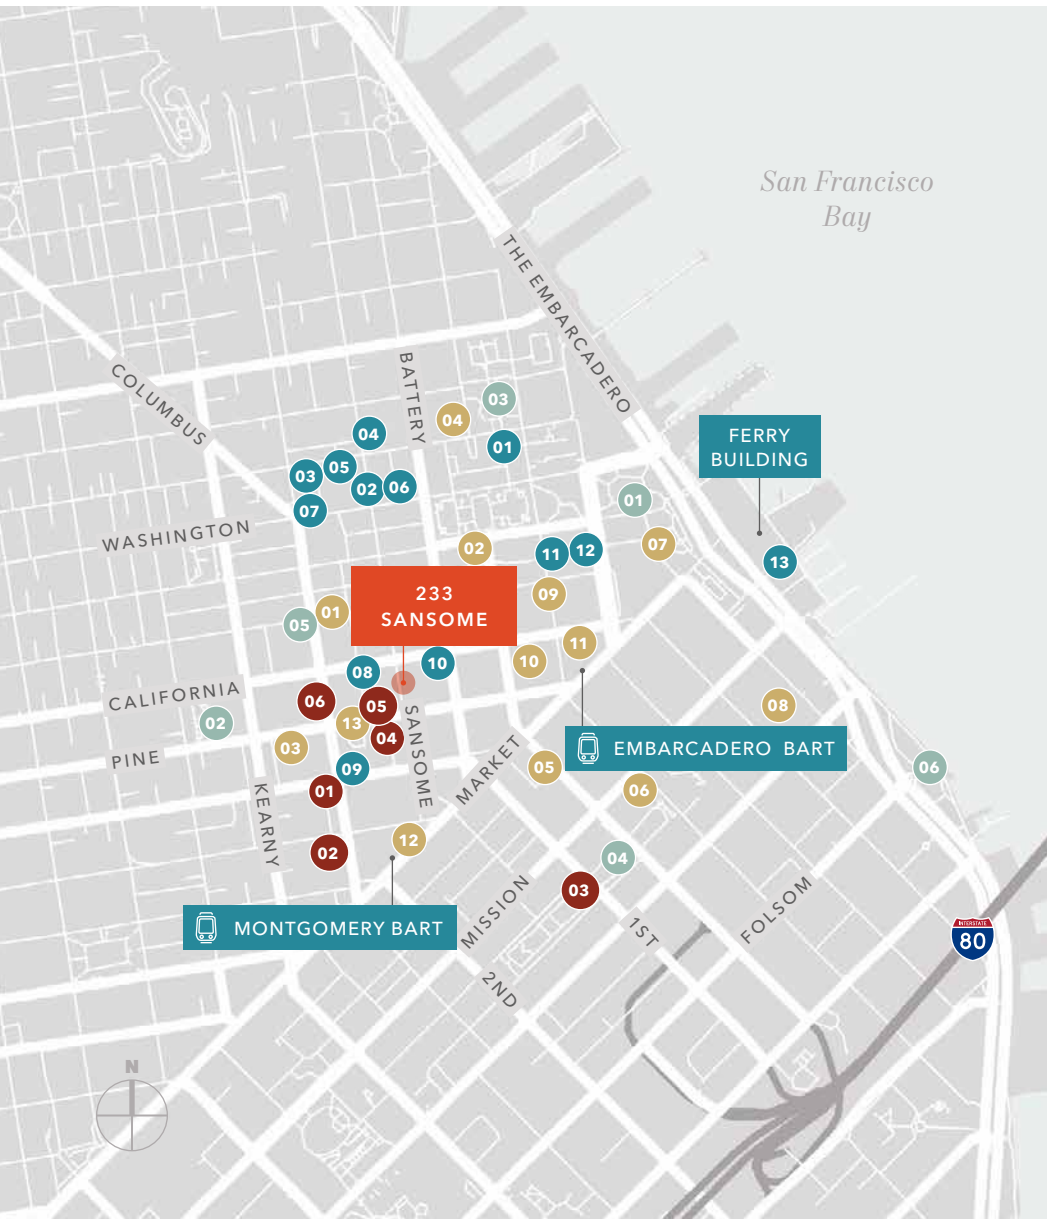 San Francisco
Bay
THE EMBARCADERO
BATTERY
COLUMBUS
03
04
04
01
FERRY
BUILDING
05
03
02
06
01
07
WASHINGTON
02
11
12
07
13
233
SANSOME
09
01
05
11
10
10
08
CALIFORNIA
06
05
08
02
13
SANSOME
04
03
EMBARCADERO BART
PINE
MARKET
05
09
06
01
06
KEARNY
12
02
04
03
MISSION
FOLSOM
1ST
MONTGOMERY BART
INTERSTATE
80
2ND
N